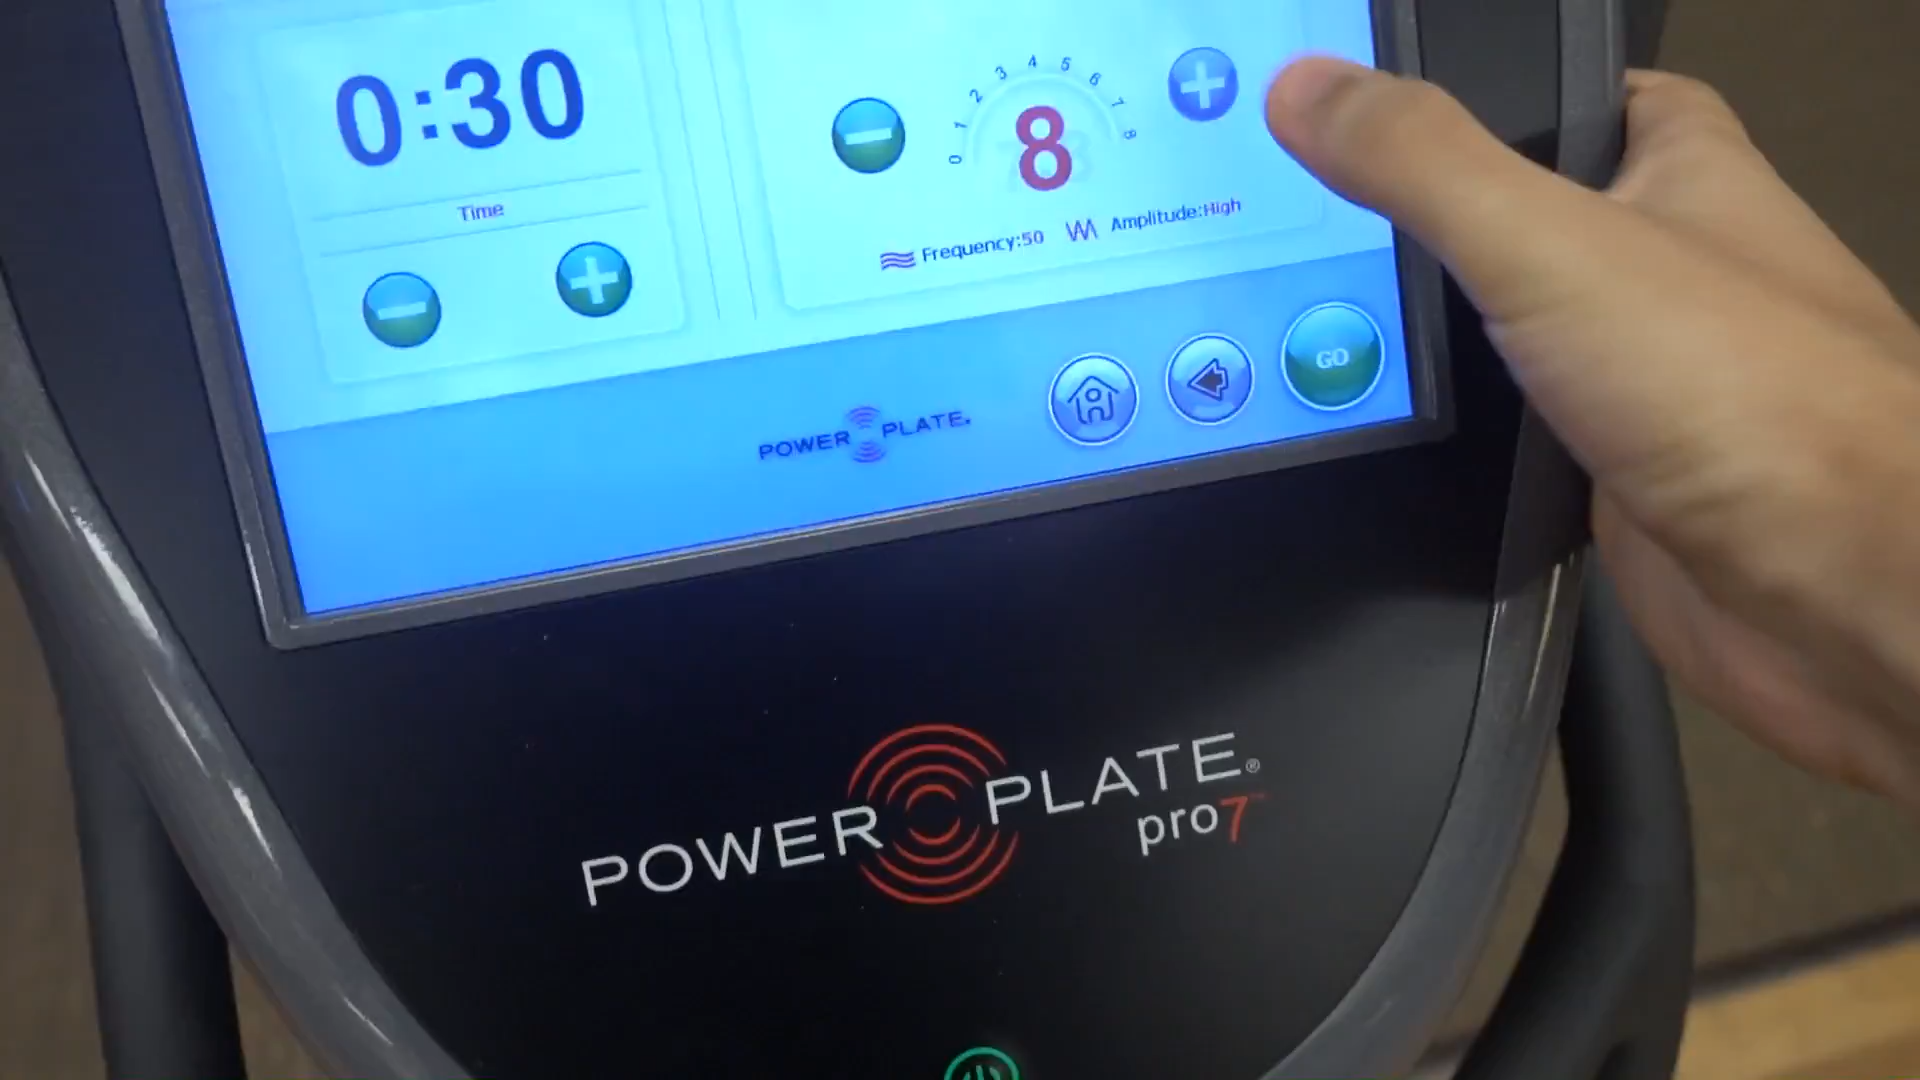 0:30
Time
0 1 2 3 4 5 6 7 8
8
Frequency:50 Amplitude:High
GO
POWER PLATE®
POWER PLATE®
pro7™